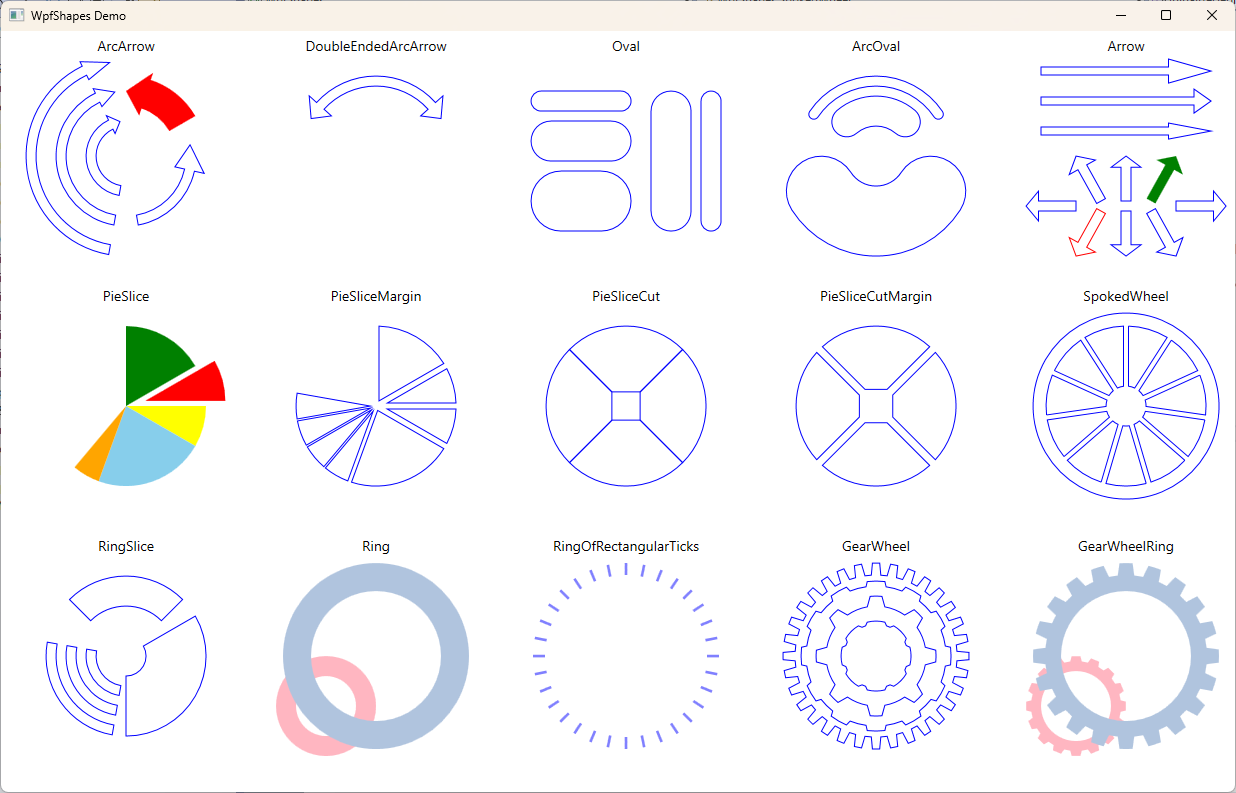 WpfShapes Demo
ArcArrow
DoubleEndedArcArrow
Oval
ArcOval
Arrow
PieSlice
PieSliceMargin
PieSliceCut
PieSliceCutMargin
SpokedWheel
RingSlice
Ring
RingOfRectangularTicks
GearWheel
GearWheelRing